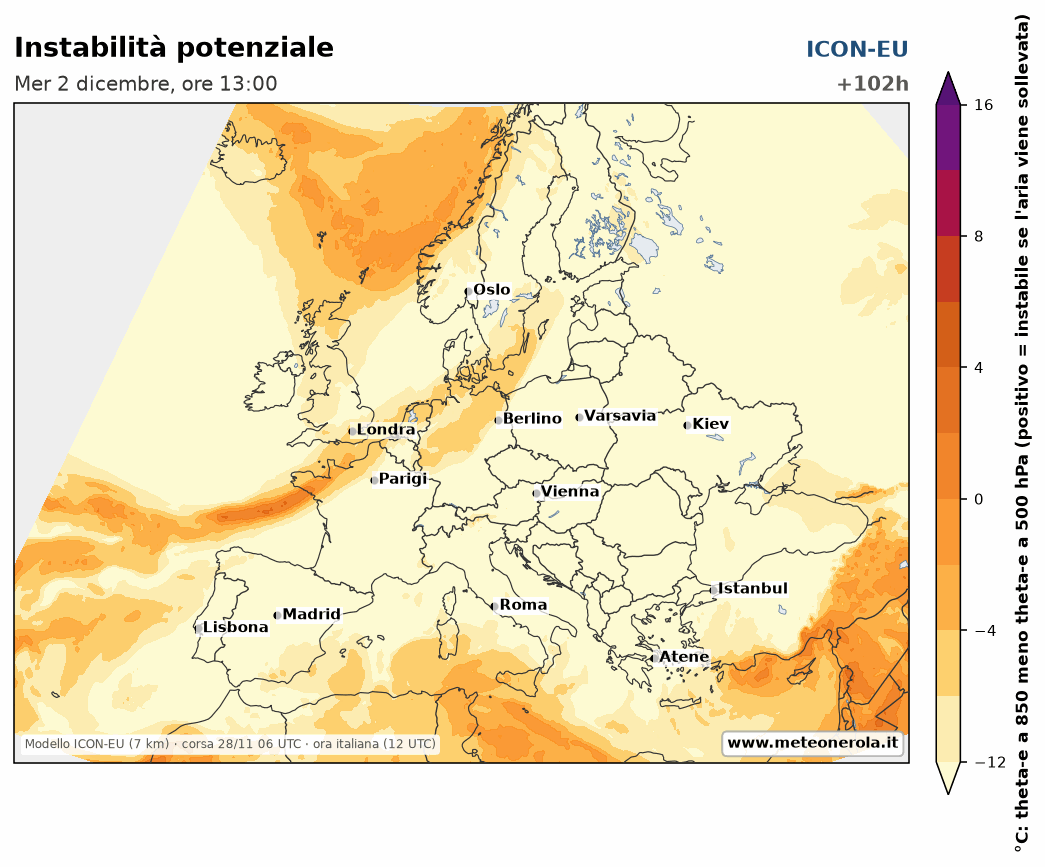 Instabilità potenziale
ICON-EU
Mer 2 dicembre, ore 13:00
+102h
Oslo
Berlino
Varsavia
Kiev
Londra
Parigi
Vienna
Istanbul
Roma
Madrid
Lisbona
Atene
Modello ICON-EU (7 km) · corsa 28/11 06 UTC · ora italiana (12 UTC)
www.meteonerola.it
16
8
4
0
−4
−12
°C: theta-e a 850 meno theta-e a 500 hPa (positivo = instabile se l'aria viene sollevata)